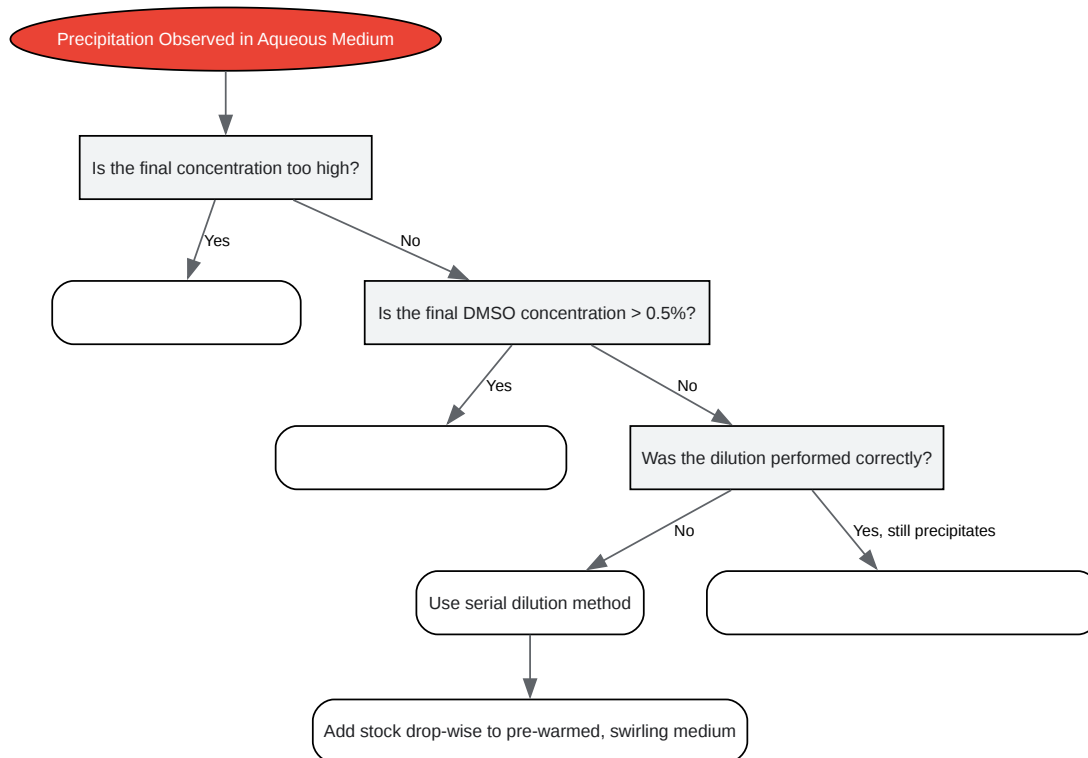 Precipitation Observed in Aqueous Medium
Is the final concentration too high?
Yes
No
Is the final DMSO concentration > 0.5%?
Yes
No
Was the dilution performed correctly?
No
Yes, still precipitates
Use serial dilution method
Add stock drop-wise to pre-warmed, swirling medium